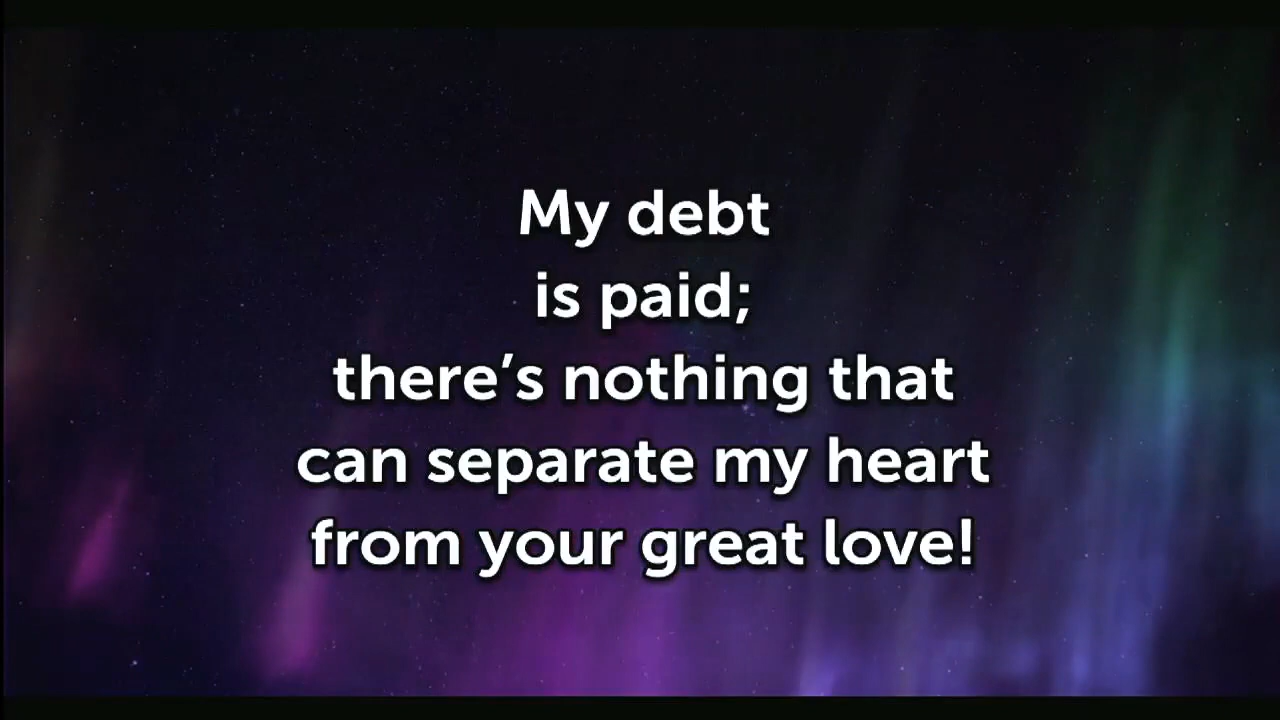 My debt
is paid;
there’s nothing that
can separate my heart
from your great love!